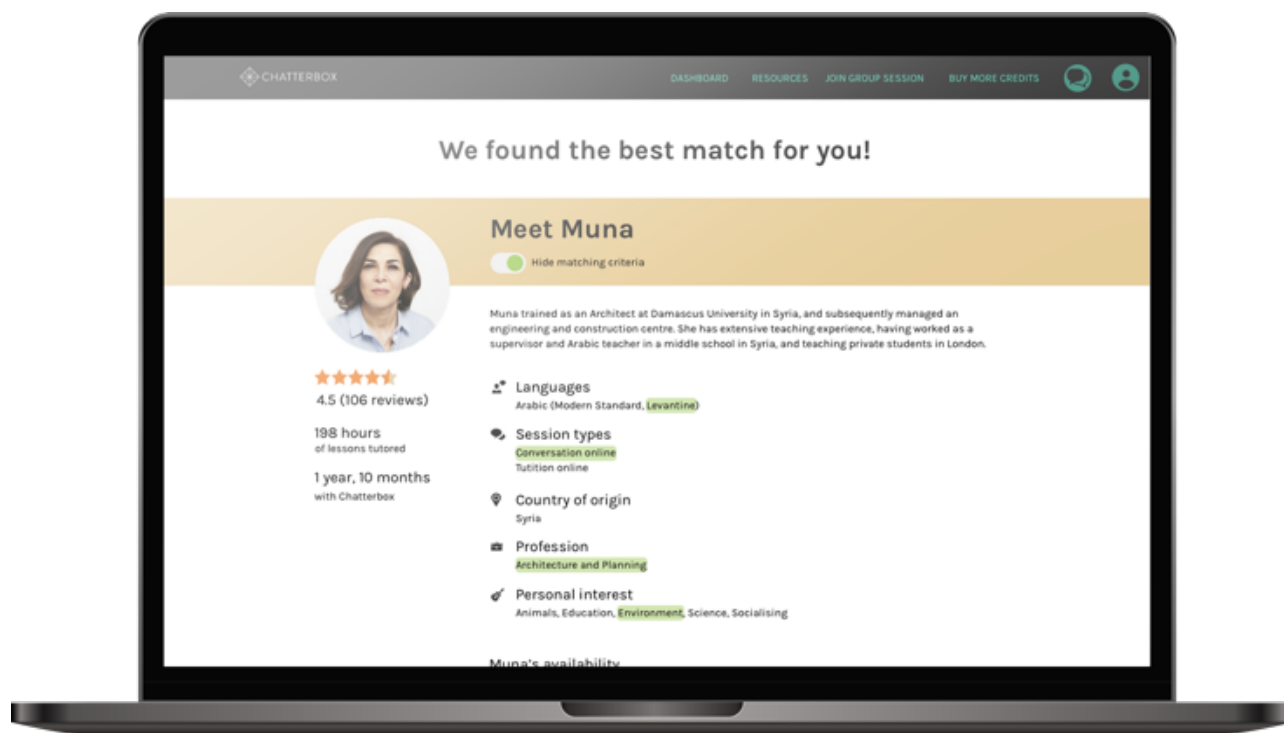 CHATTERBOX
DASHBOARD RESOURCES JOIN GROUP SESSION BUY MORE CREDITS
We found the best match for you!
Meet Muna
Hide matching criteria
Muna trained as an Architect at Damascus University in Syria, and subsequently managed an
engineering and construction centre. She has extensive teaching experience, having worked as a
supervisor and Arabic teacher in a middle school in Syria, and teaching private students in London.
4.5 (106 reviews)
198 hours
of lessons tutored
1 year, 10 months
with Chatterbox
Languages
Arabic (Modern Standard, Levantine)
Session types
Conversation online
Tutition online
Country of origin
Syria
Profession
Architecture and Planning
Personal interest
Animals, Education, Environment, Science, Socialising
Muna's availability